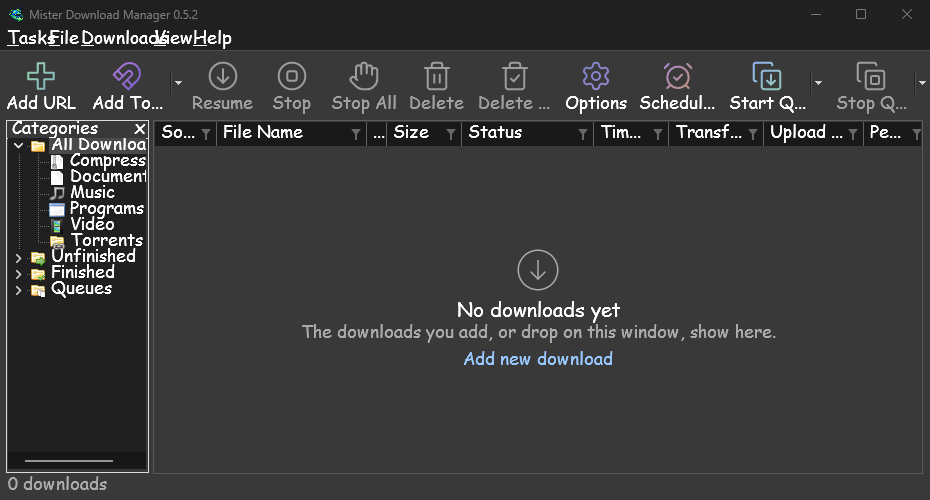 Mister Download Manager 0.5.2
Tasks File Downloads View Help
Add URL Add To... Resume Stop Stop All Delete Delete ... Options Schedul... Start Q... Stop Q...
Categories X
So... File Name ... Size Status Tim... Transf... Upload ... Pe...
All Downloa
Compress
Document
Music
Programs
Video
Torrents
Unfinished
Finished
Queues
No downloads yet
The downloads you add, or drop on this window, show here.
Add new download
0 downloads